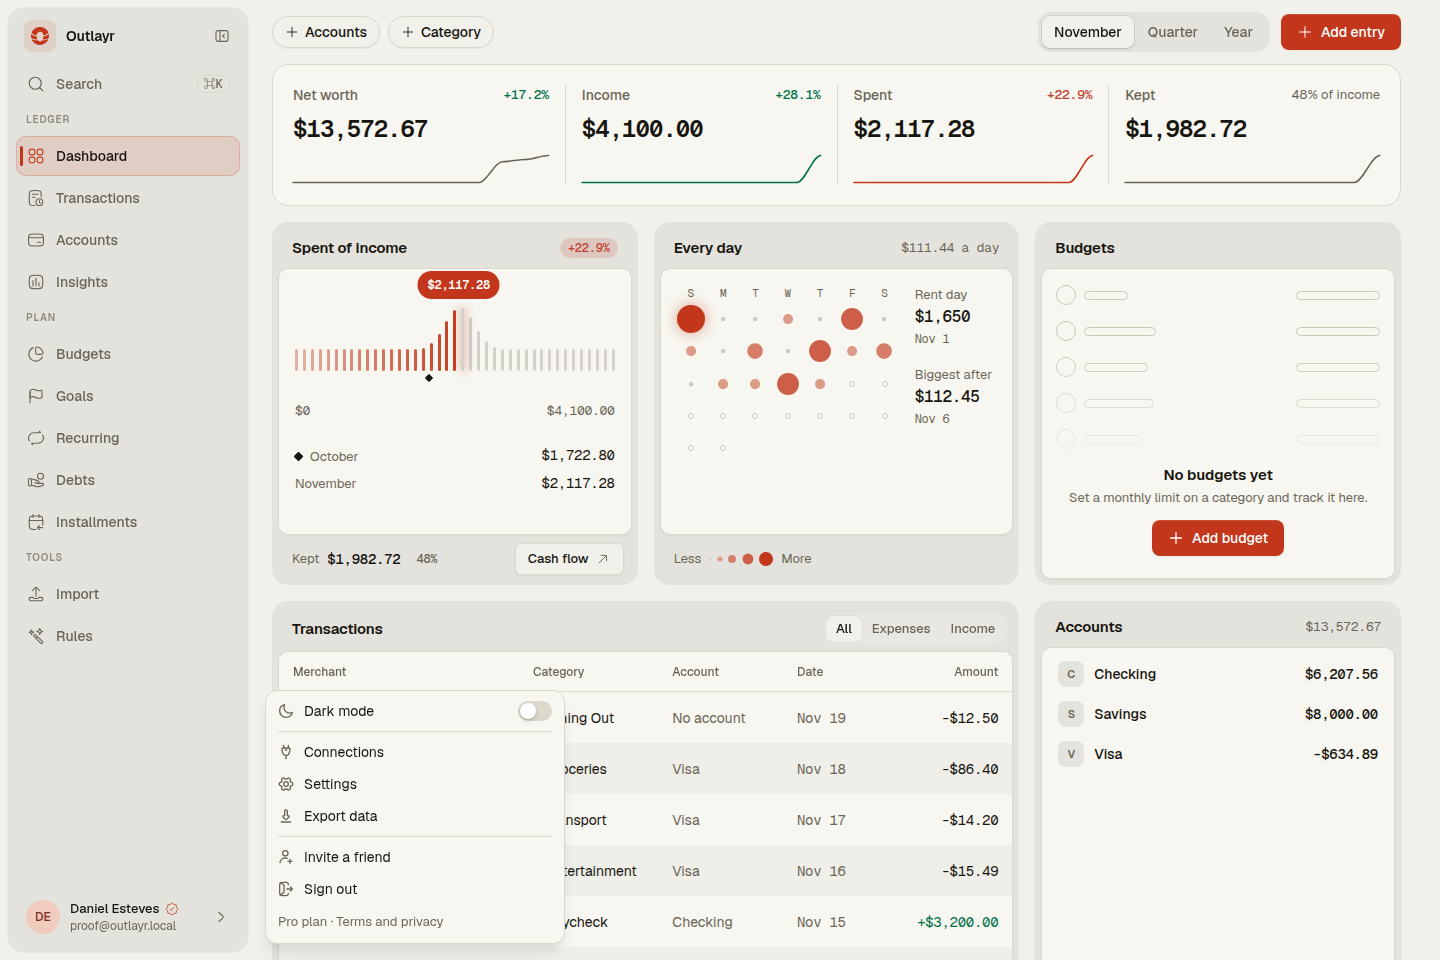 Outlayr
Search ⌘K
LEDGER
Dashboard
Transactions
Accounts
Insights
PLAN
Budgets
Goals
Recurring
Debts
Installments
TOOLS
Import
Rules
DE
Daniel Esteves
proof@outlayr.local
Accounts Category
November Quarter Year
Add entry
Net worth +17.2%
$13,572.67
Income +28.1%
$4,100.00
Spent +22.9%
$2,117.28
Kept 48% of income
$1,982.72
Spent of income +22.9%
$2,117.28
$0 $4,100.00
October $1,722.80
November $2,117.28
Kept $1,982.72 48%
Cash flow
Every day $111.44 a day
S M T W T F S
Rent day
$1,650
Nov 1
Biggest after
$112.45
Nov 6
Less More
Budgets
No budgets yet
Set a monthly limit on a category and track it here.
Add budget
Transactions All Expenses Income
Merchant Category Account Date Amount
ing Out No account Nov 19 -$12.50
ceries Visa Nov 18 -$86.40
nsport Visa Nov 17 -$14.20
tertainment Visa Nov 16 -$15.49
ycheck Checking Nov 15 +$3,200.00
Dark mode
Connections
Settings
Export data
Invite a friend
Sign out
Pro plan · Terms and privacy
Accounts $13,572.67
C Checking $6,207.56
S Savings $8,000.00
V Visa -$634.89